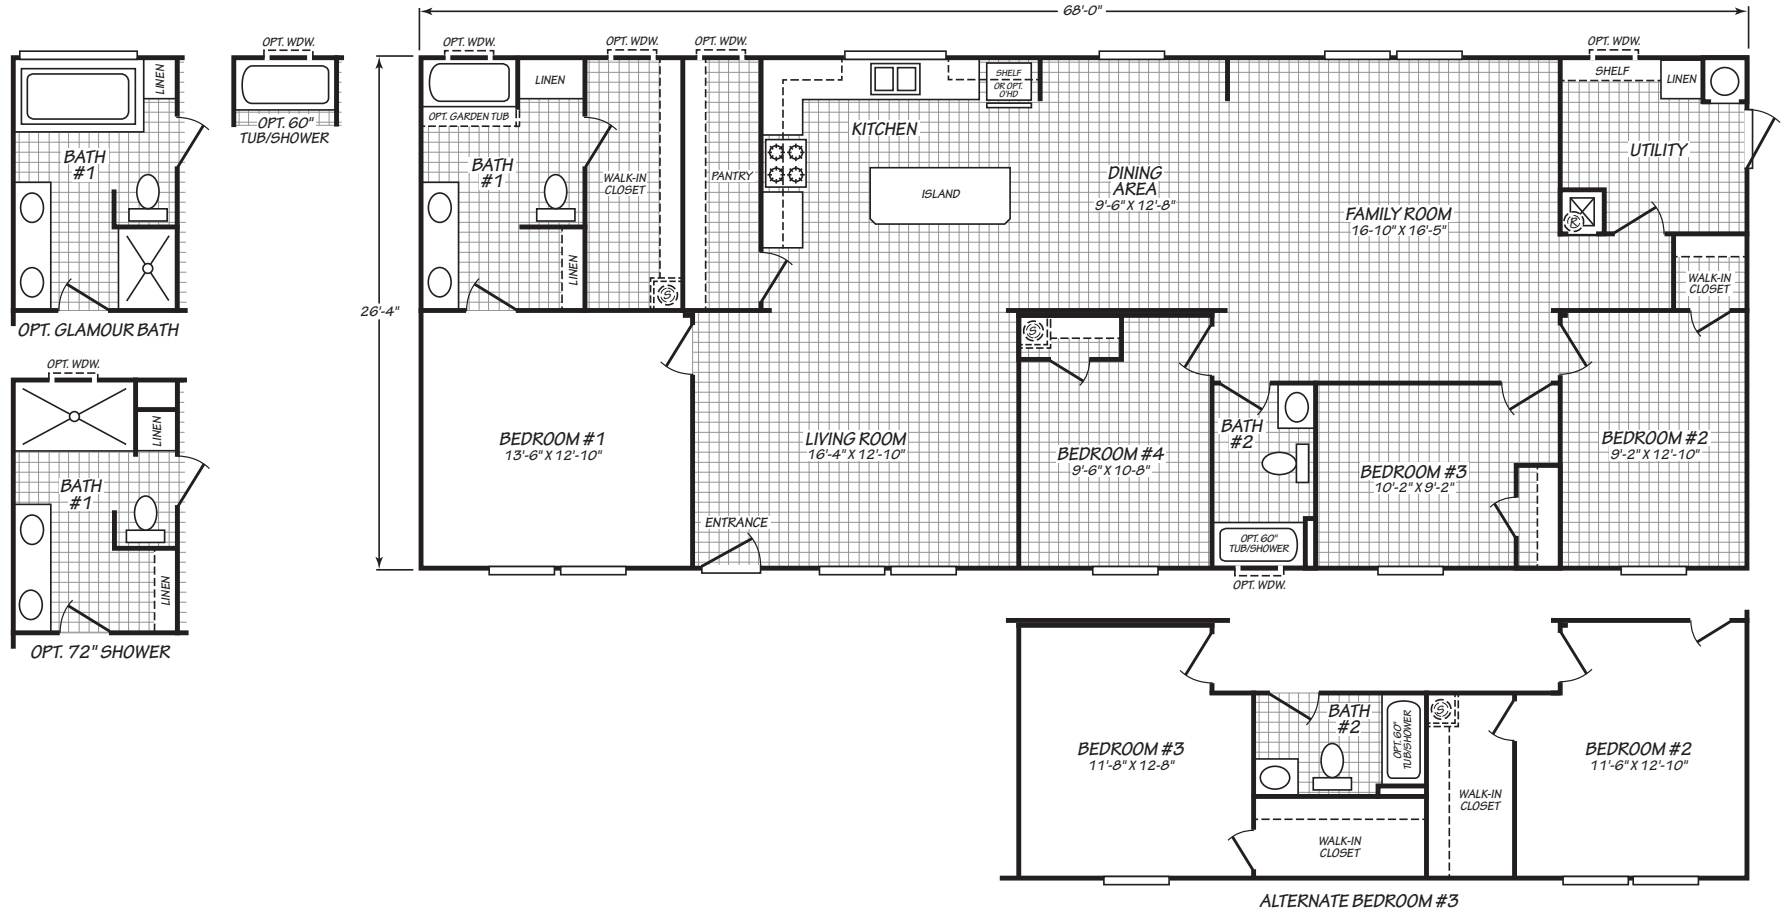 68'-0"
OPT. WDW.
LINEN
OPT. 60"
TUB/SHOWER
BATH
#1
OPT. GLAMOUR BATH
OPT. WDW.
LINEN
BATH
#1
LINEN
OPT. 72" SHOWER
26'-4"
OPT. WDW.
OPT. WDW.
OPT. WDW.
OPT. WDW.
LINEN
OPT. GARDEN TUB
BATH
#1
LINEN
WALK-IN
CLOSET
S
PANTRY
KITCHEN
SHELF
OR OPT.
O'HD
ISLAND
DINING
AREA
9'-6" X 12'-8"
FAMILY ROOM
16-10" X 16'-5"
SHELF
LINEN
UTILITY
WALK-IN
CLOSET
BEDROOM #1
13'-6" X 12'-10"
LIVING ROOM
16'-4" X 12'-10"
ENTRANCE
S
BEDROOM #4
9'-6" X 10-8"
BATH
#2
OPT. 60"
TUB/SHOWER
OPT. WDW.
BEDROOM #3
10'-2" X 9'-2"
BEDROOM #2
9'-2" X 12'-10"
BEDROOM #3
11'-8" X 12-8"
BATH
#2
OPT. 60"
TUB/SHOWER
S
WALK-IN
CLOSET
WALK-IN
CLOSET
BEDROOM #2
11'-6" X 12'-10"
ALTERNATE BEDROOM #3